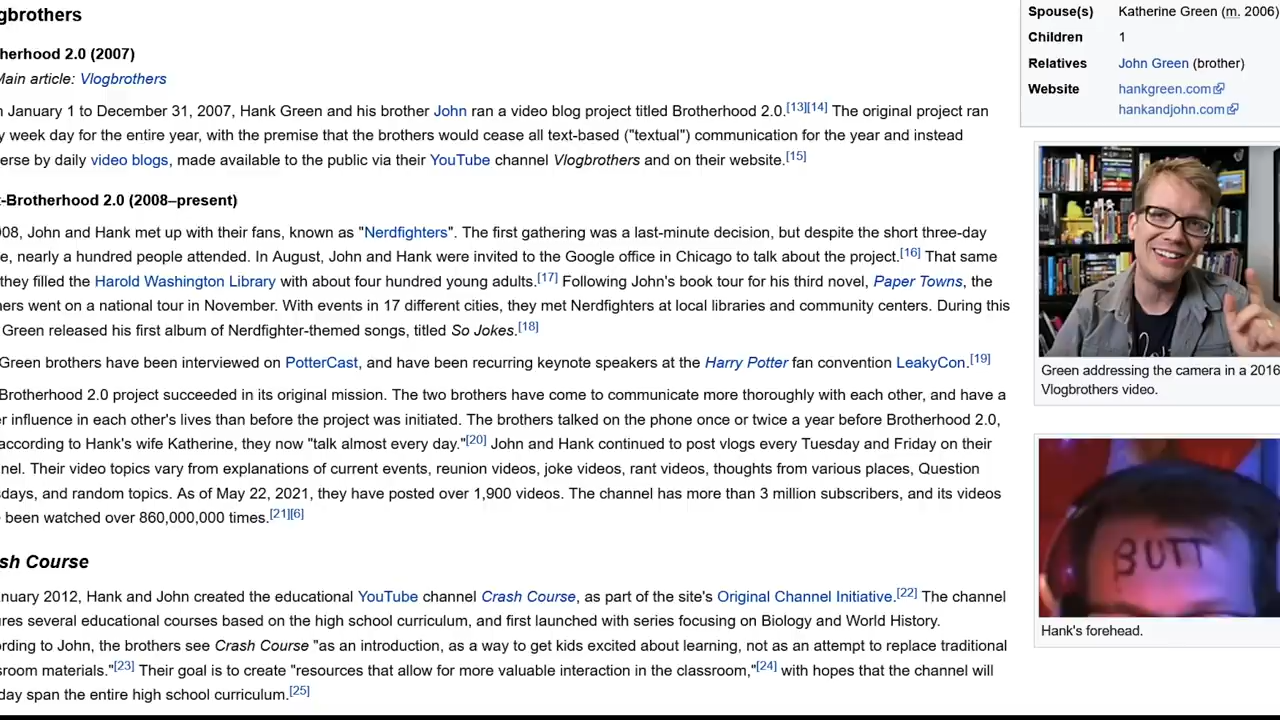 gbrothers
herhood 2.0 (2007)
Main article: Vlogbrothers
n January 1 to December 31, 2007, Hank Green and his brother John ran a video blog project titled Brotherhood 2.0.[13][14] The original project ran
y week day for the entire year, with the premise that the brothers would cease all text-based ("textual") communication for the year and instead
erse by daily video blogs, made available to the public via their YouTube channel Vlogbrothers and on their website.[15]
t-Brotherhood 2.0 (2008–present)
08, John and Hank met up with their fans, known as "Nerdfighters". The first gathering was a last-minute decision, but despite the short three-day
e, nearly a hundred people attended. In August, John and Hank were invited to the Google office in Chicago to talk about the project.[16] That same
they filled the Harold Washington Library with about four hundred young adults.[17] Following John's book tour for his third novel, Paper Towns, the
ners went on a national tour in November. With events in 17 different cities, they met Nerdfighters at local libraries and community centers. During this
Green released his first album of Nerdfighter-themed songs, titled So Jokes.[18]
Green brothers have been interviewed on PotterCast, and have been recurring keynote speakers at the Harry Potter fan convention LeakyCon.[19]
Brotherhood 2.0 project succeeded in its original mission. The two brothers have come to communicate more thoroughly with each other, and have a
er influence in each other's lives than before the project was initiated. The brothers talked on the phone once or twice a year before Brotherhood 2.0,
according to Hank's wife Katherine, they now "talk almost every day."[20] John and Hank continued to post vlogs every Tuesday and Friday on their
nel. Their video topics vary from explanations of current events, reunion videos, joke videos, rant videos, thoughts from various places, Question
sdays, and random topics. As of May 22, 2021, they have posted over 1,900 videos. The channel has more than 3 million subscribers, and its videos
been watched over 860,000,000 times.[21][6]
sh Course
nuary 2012, Hank and John created the educational YouTube channel Crash Course, as part of the site's Original Channel Initiative.[22] The channel
res several educational courses based on the high school curriculum, and first launched with series focusing on Biology and World History.
ording to John, the brothers see Crash Course "as an introduction, as a way to get kids excited about learning, not as an attempt to replace traditional
sroom materials."[23] Their goal is to create "resources that allow for more valuable interaction in the classroom,"[24] with hopes that the channel will
day span the entire high school curriculum.[25]
Spouse(s) Katherine Green (m. 2006)
Children 1
Relatives John Green (brother)
Website hankgreen.com
hankandjohn.com
Green addressing the camera in a 2016
Vlogbrothers video.
BUTT
Hank's forehead.